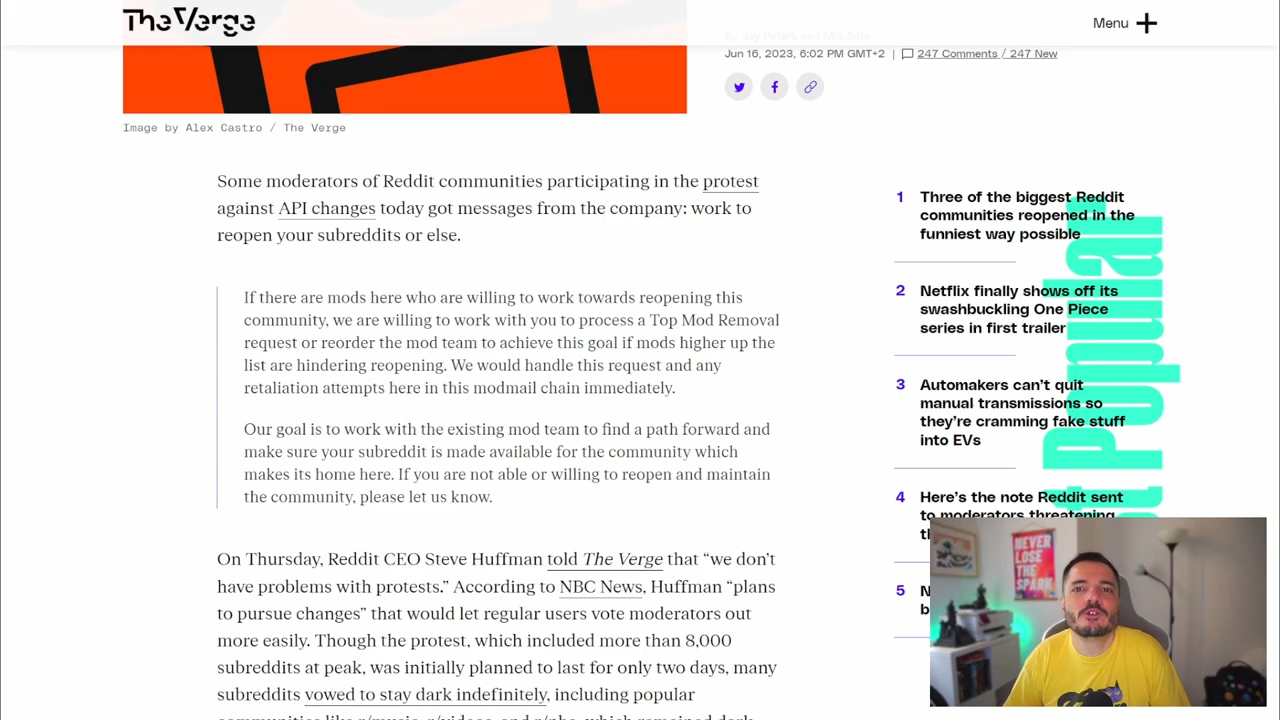 The Verge
Menu
By Jay Peters and Mia Sato
Jun 16, 2023, 6:02 PM GMT+2 | 247 Comments / 247 New
Image by Alex Castro / The Verge
Some moderators of Reddit communities participating in the protest
against API changes today got messages from the company: work to
reopen your subreddits or else.
If there are mods here who are willing to work towards reopening this
community, we are willing to work with you to process a Top Mod Removal
request or reorder the mod team to achieve this goal if mods higher up the
list are hindering reopening. We would handle this request and any
retaliation attempts here in this modmail chain immediately.
Our goal is to work with the existing mod team to find a path forward and
make sure your subreddit is made available for the community which
makes its home here. If you are not able or willing to reopen and maintain
the community, please let us know.
On Thursday, Reddit CEO Steve Huffman told The Verge that “we don’t
have problems with protests.” According to NBC News, Huffman “plans
to pursue changes” that would let regular users vote moderators out
more easily. Though the protest, which included more than 8,000
subreddits at peak, was initially planned to last for only two days, many
subreddits vowed to stay dark indefinitely, including popular
communities like r/music, r/videos, and r/nba, which remained dark
Popular
1 Three of the biggest Reddit
communities reopened in the
funniest way possible
2 Netflix finally shows off its
swashbuckling One Piece
series in first trailer
3 Automakers can’t quit
manual transmissions so
they’re cramming fake stuff
into EVs
4 Here’s the note Reddit sent
to moderators threatening
5
NEVER
LOSE
THE
SPARK